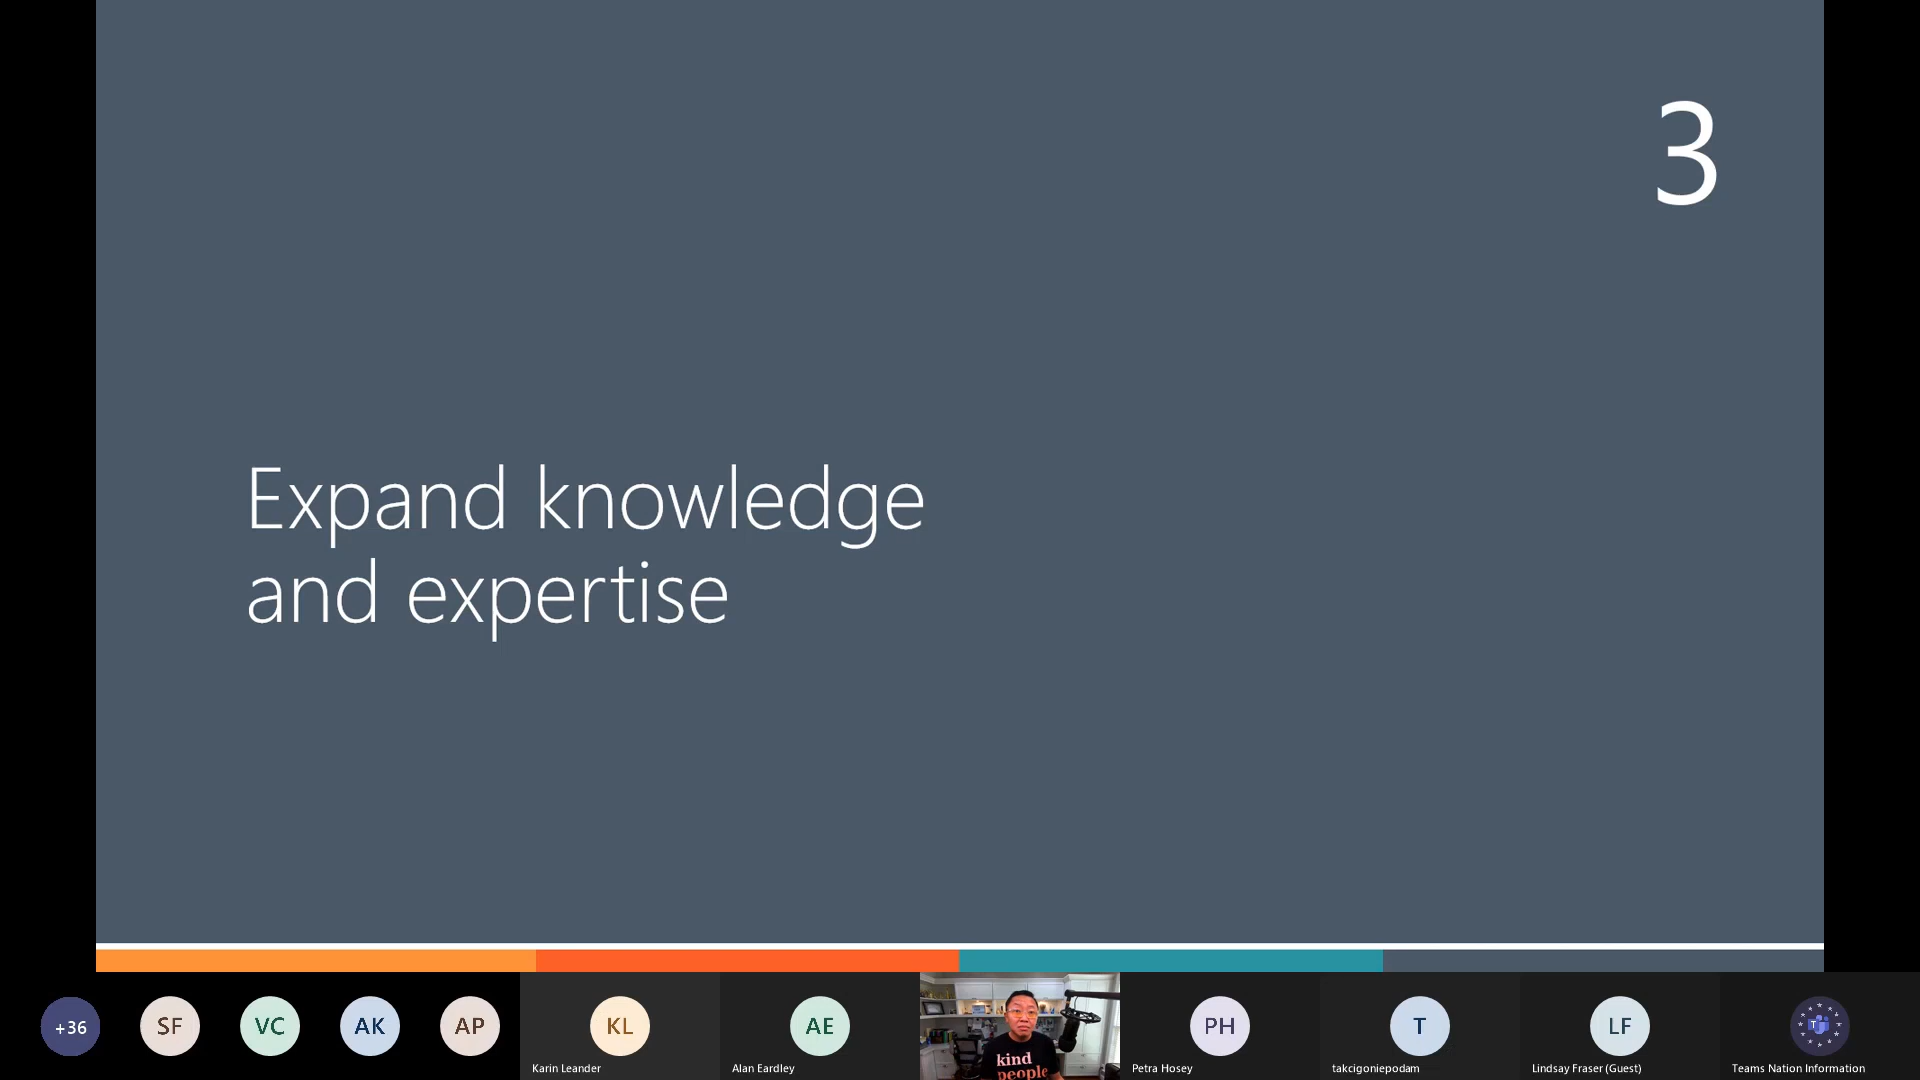 3
Expand knowledge
and expertise
+36
SF
VC
AK
AP
KL
AE
PH
T
LF
T
kind
people
Karin Leander
Alan Eardley
Petra Hosey
takcigoniepodam
Lindsay Fraser (Guest)
Teams Nation Information